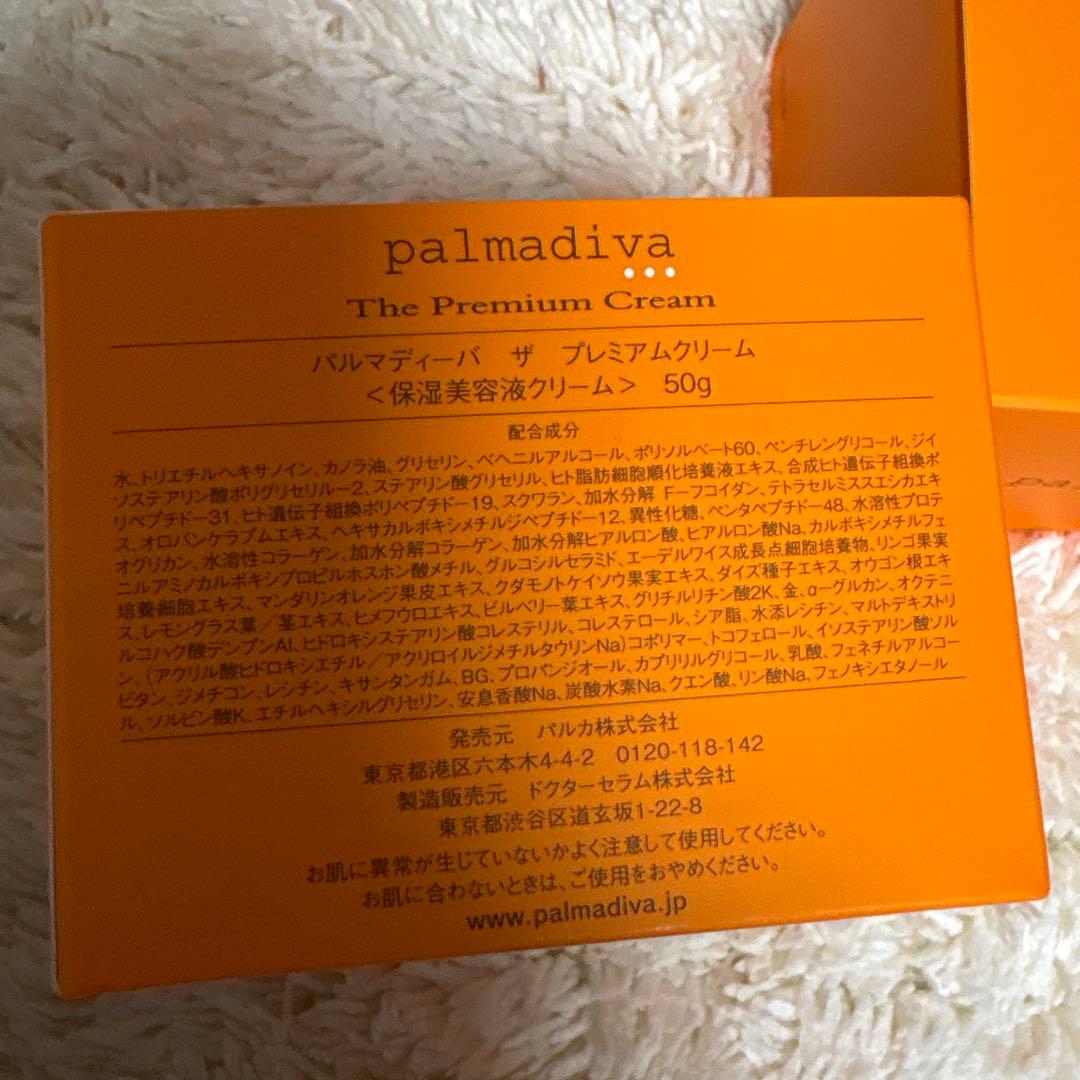 palmadiva
The Premium Cream
パルマディーバ ザ プレミアムクリーム
<保湿美容液クリーム> 50g
配合成分
水、トリエチルヘキサノイン、カノラ油、グリセリン、ベヘニルアルコール、ポリソルベート60、ペンチレングリコール、ジイ
ソステアリン酸ポリグリセリル-2、ステアリン酸グリセリル、ヒト脂肪細胞順化培養液エキス、合成ヒト遺伝子組換ポ
リペプチド-31、ヒト遺伝子組換ポリペプチド-19、スクワラン、加水分解 F-フコイダン、テトラセルミススエシカエキ
ス、オロバンケラプムエキス、ヘキサカルボキシメチルジペプチド-12、異性化糖、ペンタペプチド-48、水溶性プロテ
オグリカン、水溶性コラーゲン、加水分解コラーゲン、加水分解ヒアルロン酸、ヒアルロン酸Na、カルボキシメチルフェ
ニルアミノカルボキシプロピルホスホン酸メチル、グルコシルセラミド、エーデルワイス成長点細胞培養物、リンゴ果実
培養細胞エキス、マンダリンオレンジ果皮エキス、クダモノトケイソウ果実エキス、ダイズ種子エキス、オウゴン根エキ
ス、レモングラス葉/茎エキス、ヒメフウロエキス、ビルベリー葉エキス、グリチルリチン酸2K、金、α-グルカン、オクテニ
ルコハク酸デンプンAl、ヒドロキシステアリン酸コレステリル、コレステロール、シア脂、水添レシチン、マルトデキストリ
ン、(アクリル酸ヒドロキシエチル/アクリロイルジメチルタウリンNa)コポリマー、トコフェロール、イソステアリン酸ソル
ビタン、ジメチコン、レシチン、キサンタンガム、BG、プロパンジオール、カプリリルグリコール、乳酸、フェネチルアルコー
ル、ソルビン酸K、エチルヘキシルグリセリン、安息香酸Na、炭酸水素Na、クエン酸、リン酸Na、フェノキシエタノール
発売元 パルカ株式会社
東京都港区六本木4-4-2 0120-118-142
製造販売元 ドクターセラム株式会社
東京都渋谷区道玄坂1-22-8
お肌に異常が生じていないかよく注意して使用してください。
お肌に合わないときは、ご使用をおやめください。
www.palmadiva.jp